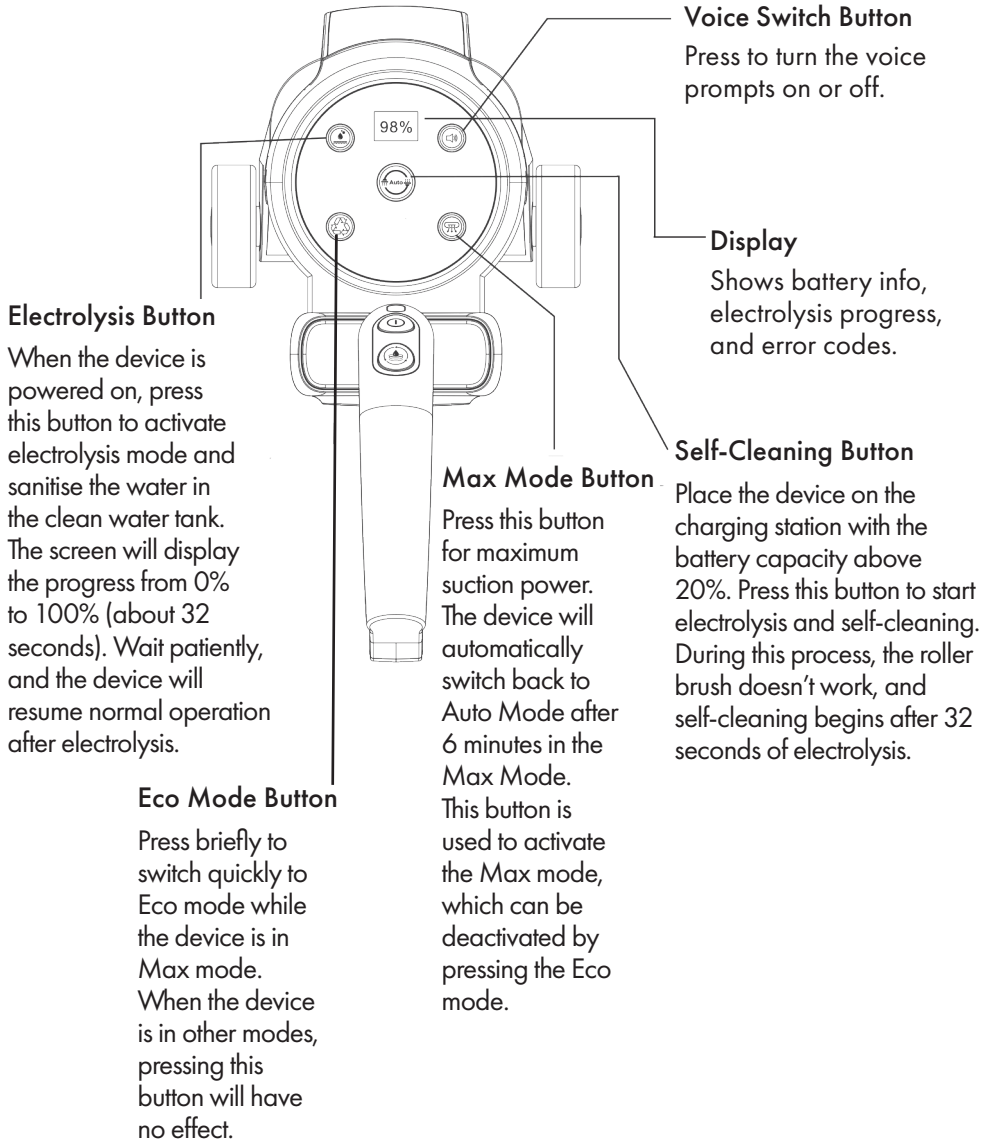 Voice Switch Button
Press to turn the voice
prompts on or off.
98%
Auto
Display
Shows battery info,
electrolysis progress,
and error codes.
Electrolysis Button
When the device is
powered on, press
this button to activate
electrolysis mode and
sanitise the water in
the clean water tank.
The screen will display
the progress from 0%
to 100% (about 32
seconds). Wait patiently,
and the device will
resume normal operation
after electrolysis.
Self-Cleaning Button
Place the device on the
charging station with the
battery capacity above
20%. Press this button to start
electrolysis and self-cleaning.
During this process, the roller
brush doesn't work, and
self-cleaning begins after 32
seconds of electrolysis.
Max Mode Button
Press this button
for maximum
suction power.
The device will
automatically
switch back to
Auto Mode after
6 minutes in the
Max Mode.
This button is
used to activate
the Max mode,
which can be
deactivated by
pressing the Eco
mode.
Eco Mode Button
Press briefly to
switch quickly to
Eco mode while
the device is in
Max mode.
When the device
is in other modes,
pressing this
button will have
no effect.